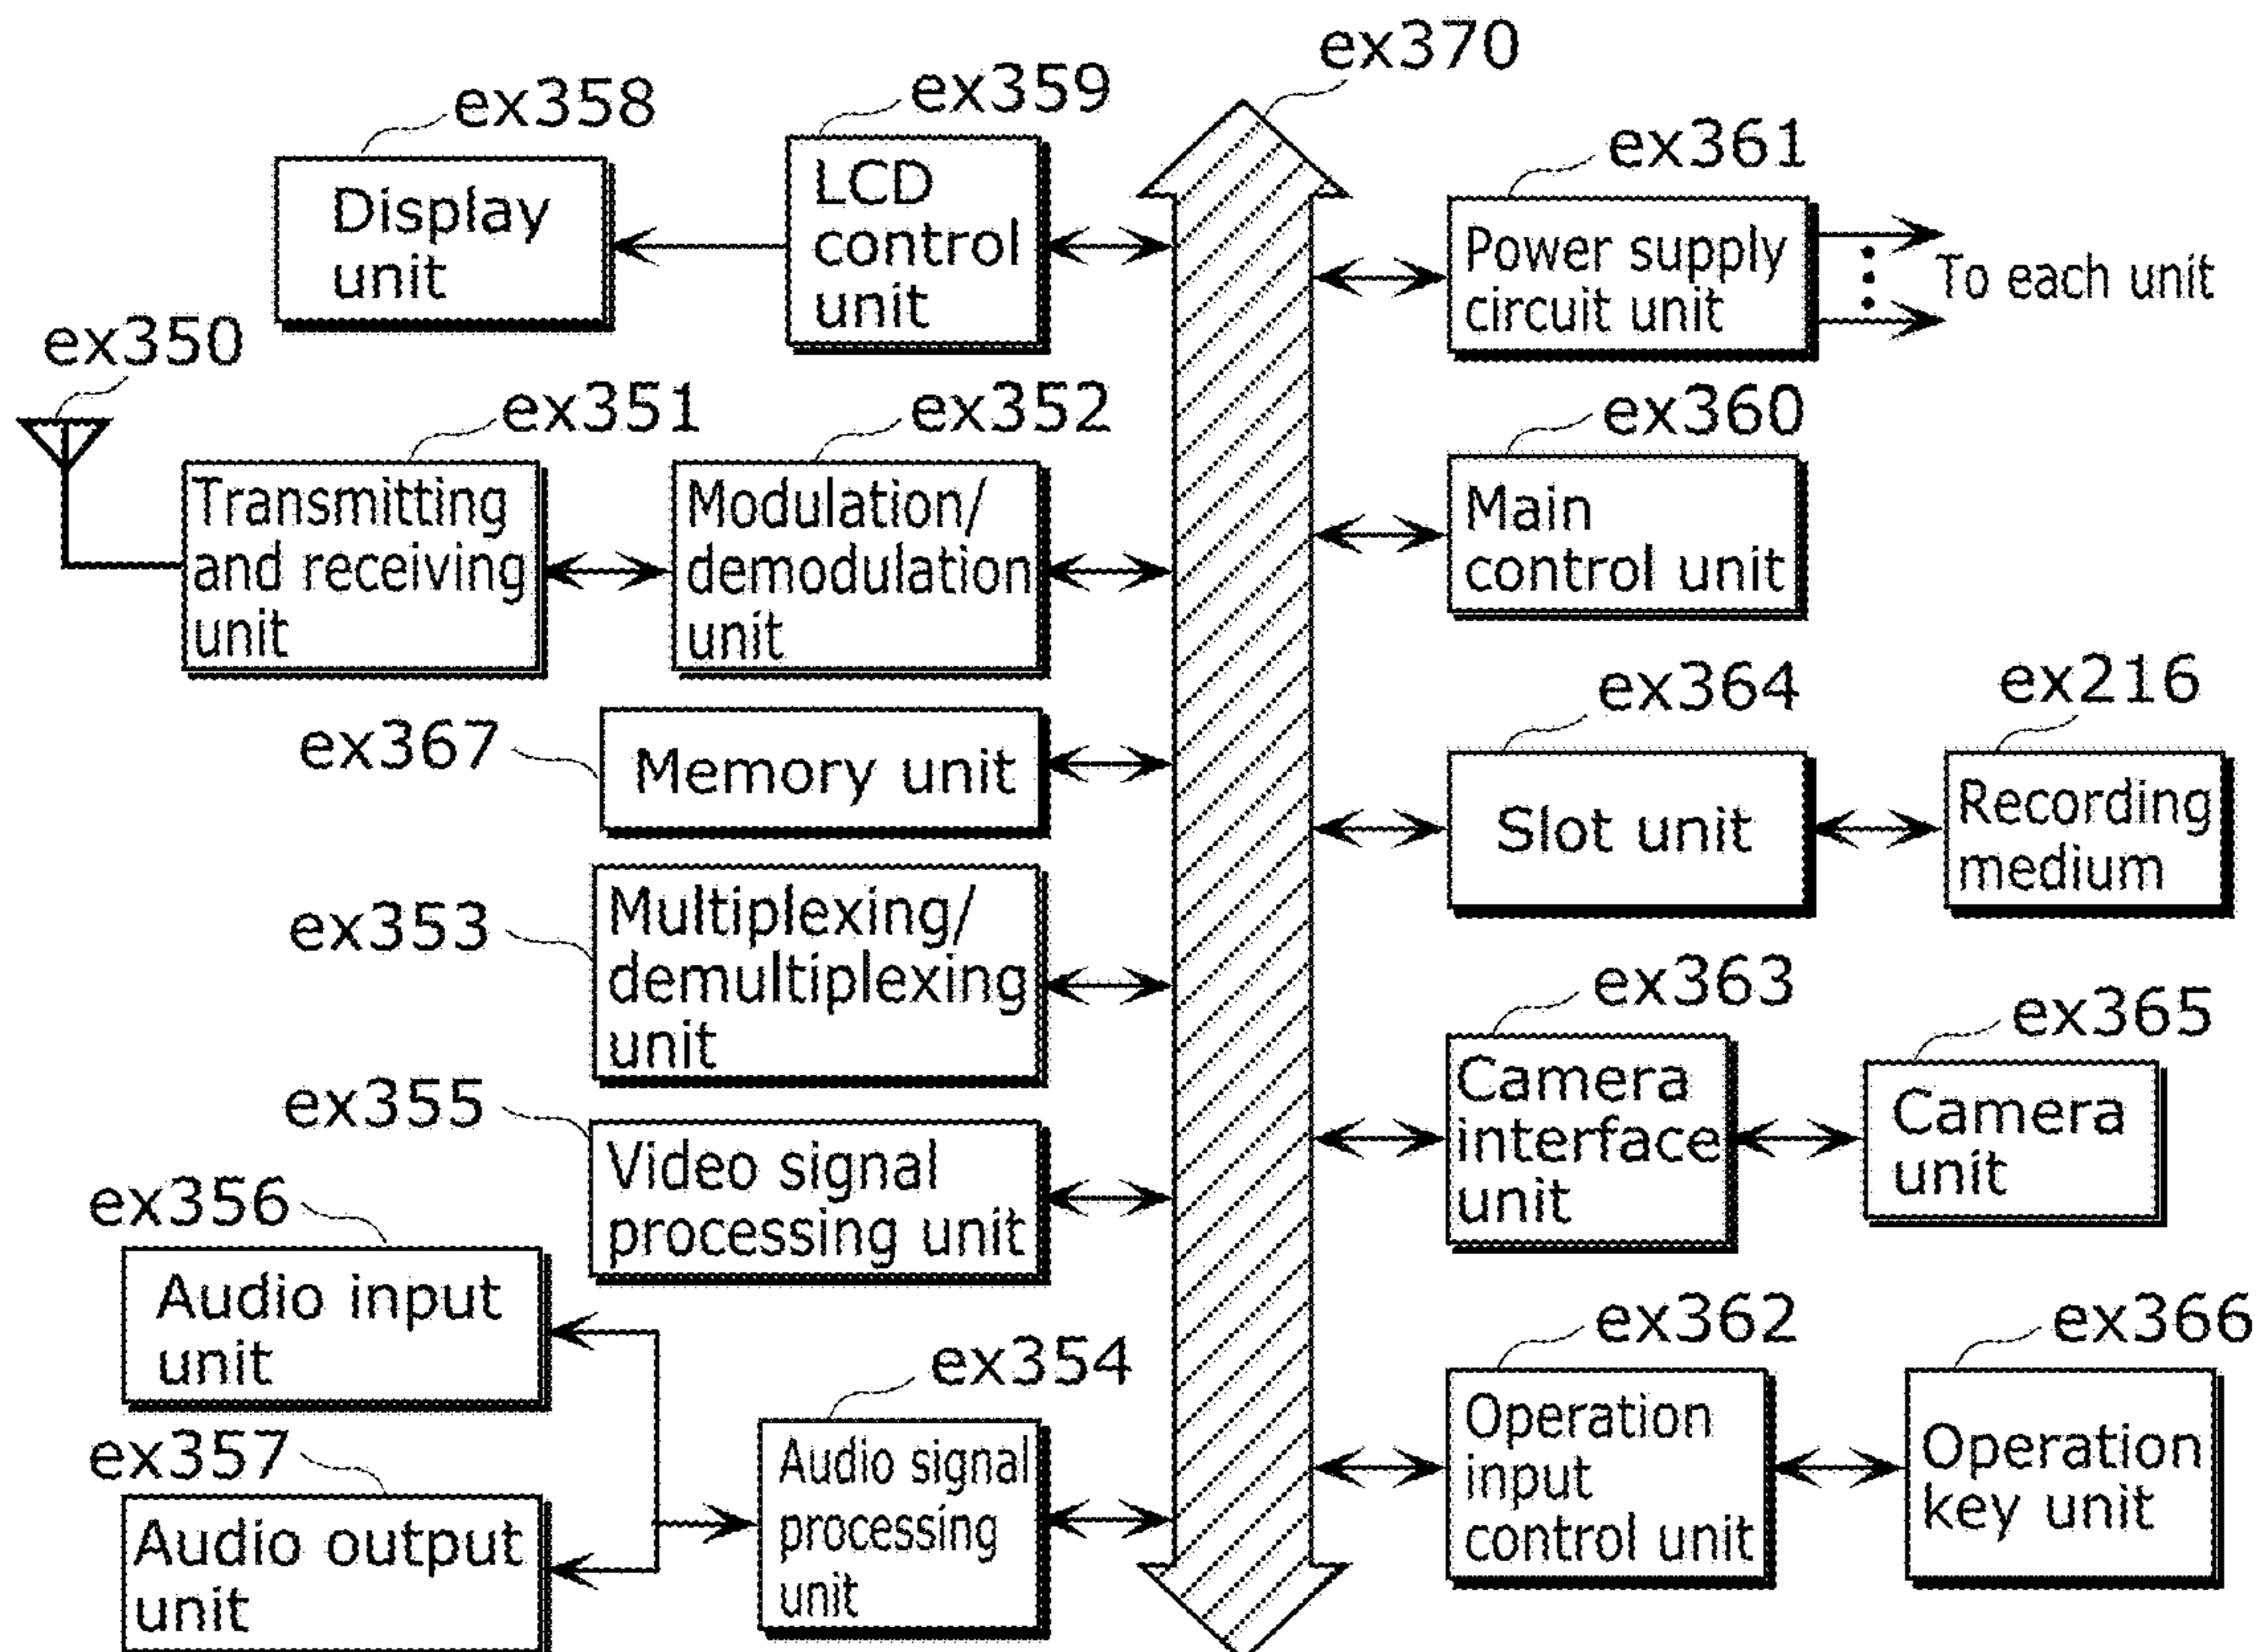 ex370
ex358
ex359
ex361
Display
unit
LCD
control
unit
Power supply
circuit unit
To each unit
ex350
ex351
ex352
ex360
Transmitting
and receiving
unit
Modulation/
demodulation
unit
Main
control unit
ex367
Memory unit
ex364
ex216
Slot unit
Recording
medium
ex353
Multiplexing/
demultiplexing
unit
ex363
ex365
Camera
interface
unit
Camera
unit
ex355
Video signal
processing unit
ex356
Audio input
unit
ex354
ex362
ex366
ex357
Audio output
unit
Audio signal
processing
unit
Operation
input
control unit
Operation
key unit